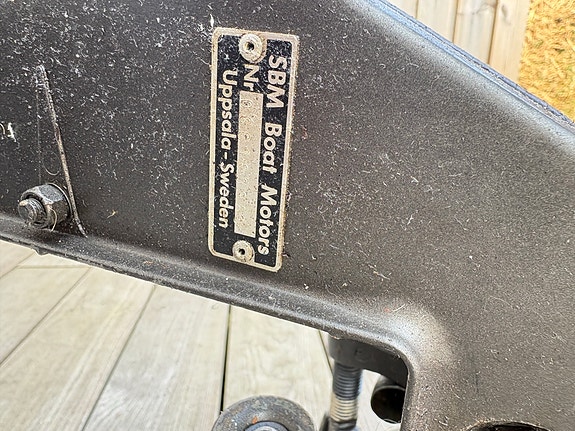 SBM Boat Motors
Nr
Uppsala - Sweden